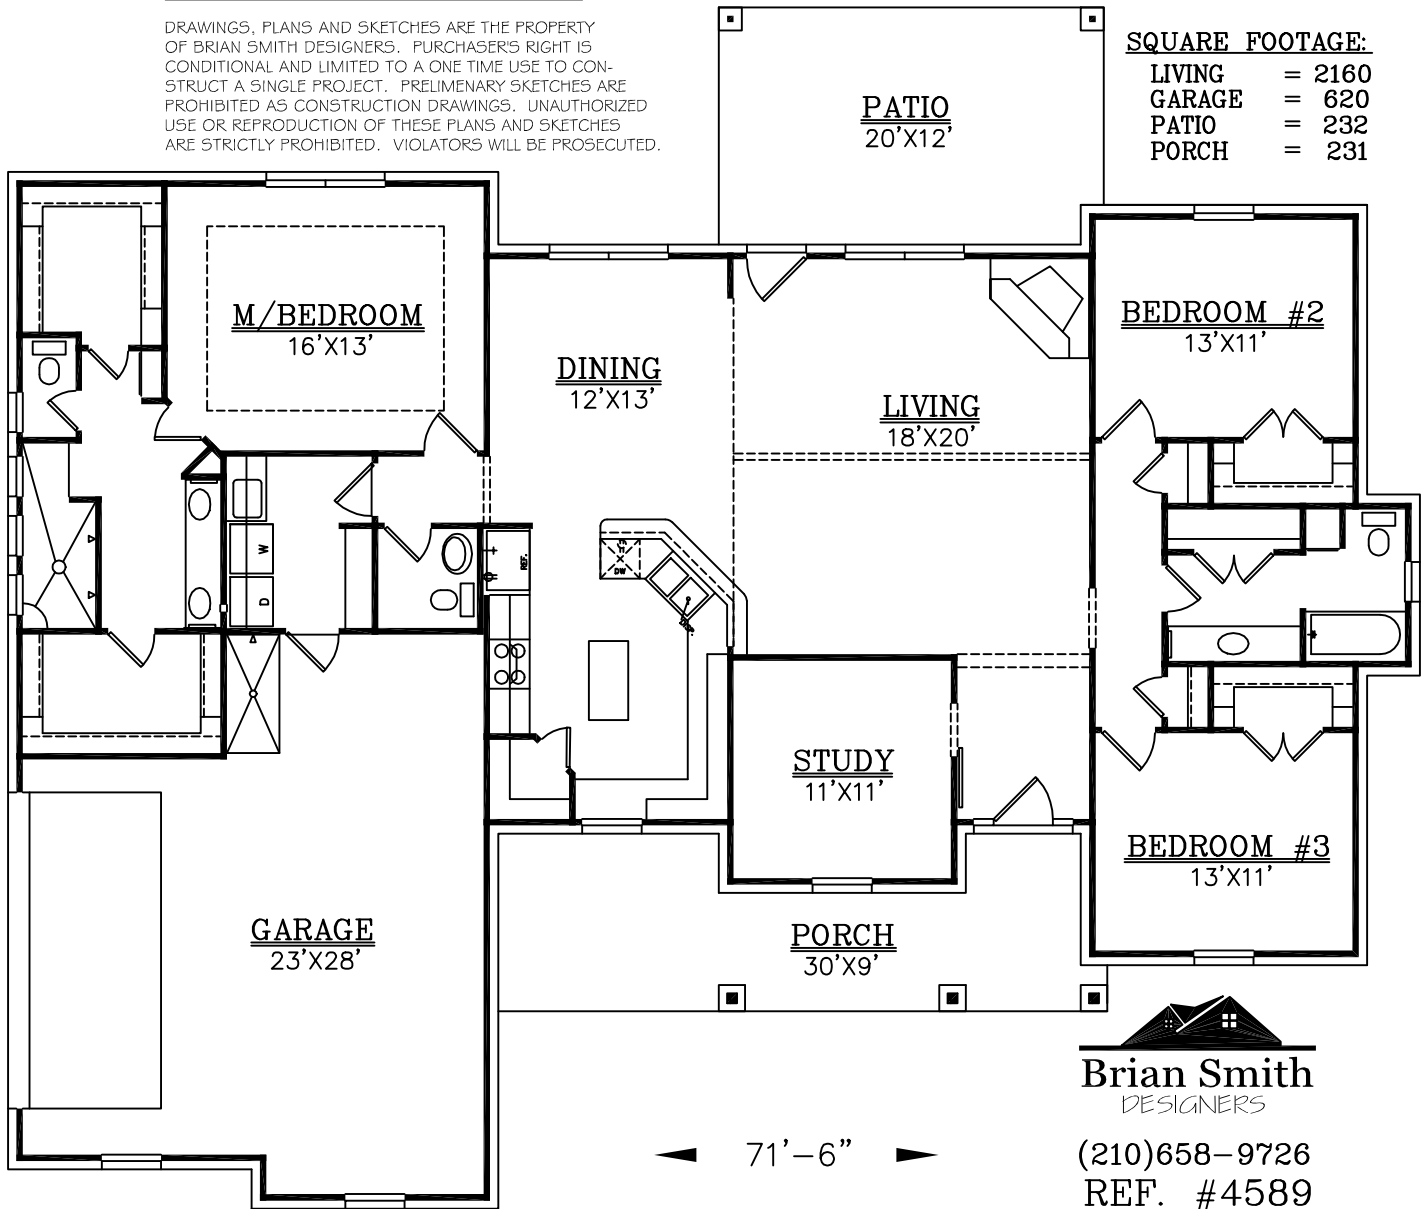 DRAWINGS, PLANS AND SKETCHES ARE THE PROPERTY
OF BRIAN SMITH DESIGNERS. PURCHASER'S RIGHT IS
CONDITIONAL AND LIMITED TO A ONE TIME USE TO CON-
STRUCT A SINGLE PROJECT. PRELIMENARY SKETCHES ARE
PROHIBITED AS CONSTRUCTION DRAWINGS. UNAUTHORIZED
USE OR REPRODUCTION OF THESE PLANS AND SKETCHES
ARE STRICTLY PROHIBITED. VIOLATORS WILL BE PROSECUTED.
SQUARE FOOTAGE:
LIVING = 2160
GARAGE = 620
PATIO = 232
PORCH = 231
PATIO
20'X12'
M/BEDROOM
16'X13'
DINING
12'X13'
LIVING
18'X20'
BEDROOM #2
13'X11'
W
D
REF.
DW
STUDY
11'X11'
BEDROOM #3
13'X11'
GARAGE
23'X28'
PORCH
30'X9'
Brian Smith
DESIGNERS
71'-6"
(210)658-9726
REF. #4589